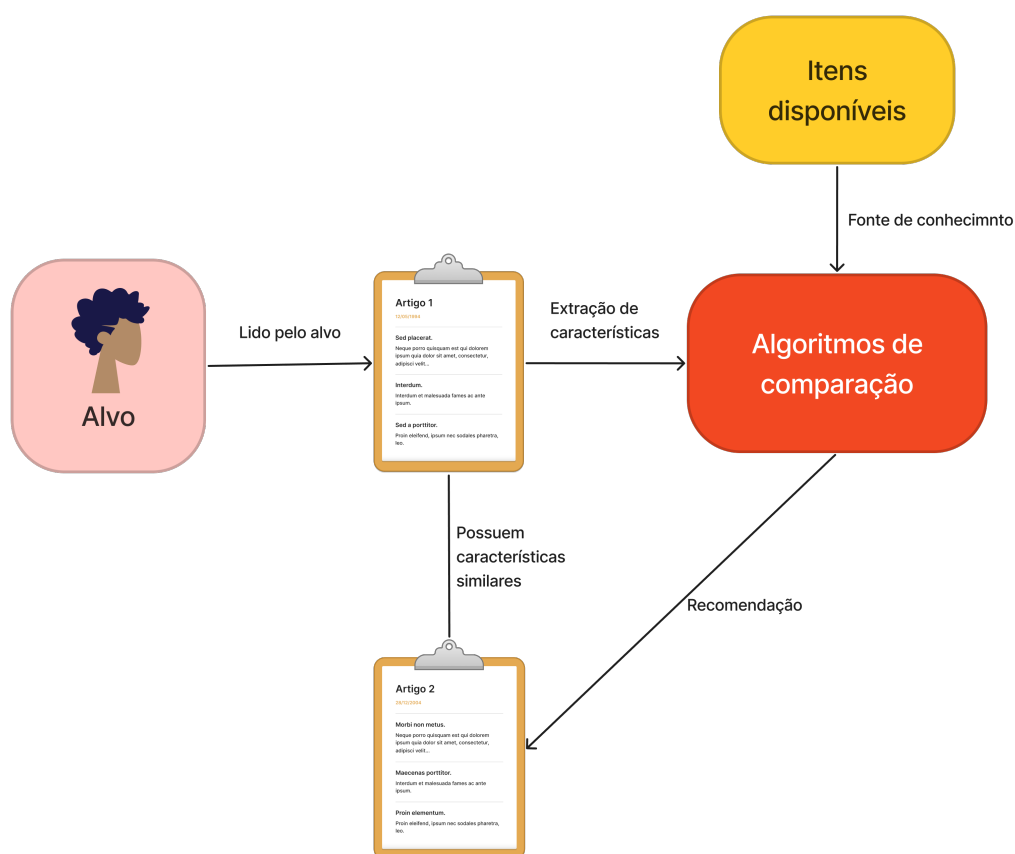 Itens
disponíveis
Fonte de conhecimnto
Alvo
Lido pelo alvo
Artigo 1
Sed placerat.
Neque porro quisquam est qui dolorem
ipsum quia dolor sit amet, consectetur,
adipisci velit...
Interdum.
Interdum et malesuada fames ac ante
ipsum.
Sed a porttitor.
Proin eleifend, ipsum nec sodales pharetra,
leo.
Extração de
características
Algoritmos de
comparação
Possuem
características
similares
Recomendação
Artigo 2
Morbi non metus.
Neque porro quisquam est qui dolorem
ipsum quia dolor sit amet, consectetur,
adipisci velit...
Maecenas porttitor.
Interdum et malesuada fames ac ante
ipsum.
Proin elementum.
Proin eleifend, ipsum nec sodales pharetra,
leo.